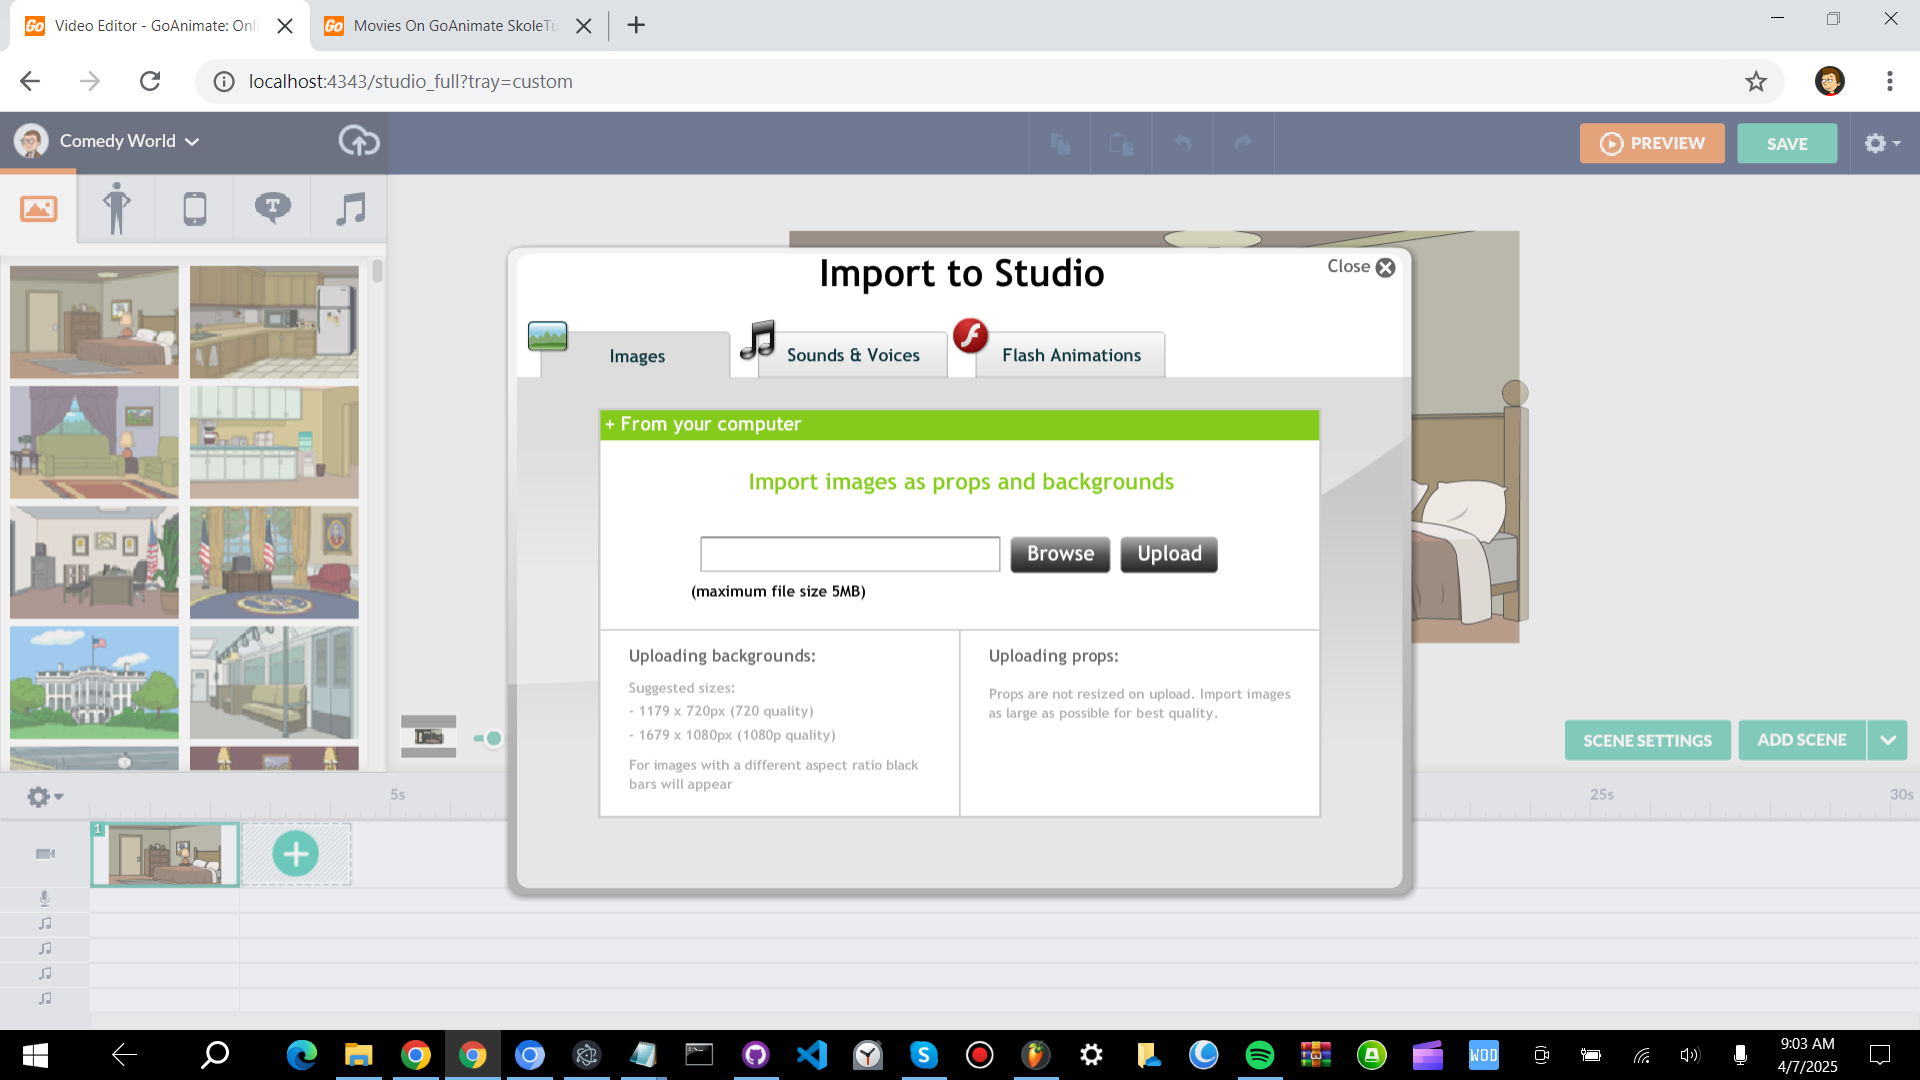 Video Editor - GoAnimate: Onli
Movies On GoAnimate SkoleTu
localhost:4343/studio_full?tray=custom
Comedy World
PREVIEW
SAVE
Import to Studio
Close
Images
Sounds & Voices
Flash Animations
+ From your computer
Import images as props and backgrounds
Browse
Upload
(maximum file size 5MB)
Uploading backgrounds:
Suggested sizes:
- 1179 x 720px (720 quality)
- 1679 x 1080px (1080p quality)
For images with a different aspect ratio black
bars will appear
Uploading props:
Props are not resized on upload. Import images
as large as possible for best quality.
SCENE SETTINGS
ADD SCENE
5s
25s
30s
1
9:03 AM
4/7/2025